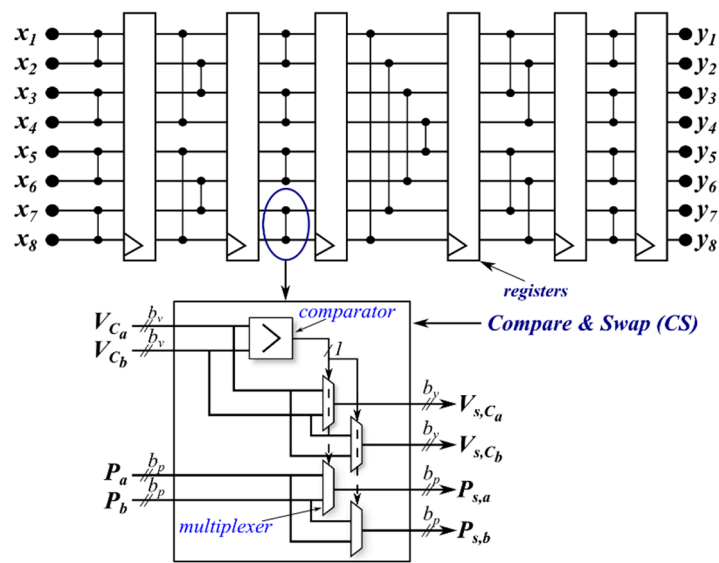 x1 y1
x2 y2
x3 y3
x4 y4
x5 y5
x6 y6
x7 y7
x8 y8
registers
comparator
Compare & Swap (CS)
VCa bv
VCb bv
>
1
bv Vs,Ca
bv Vs,Cb
Pa bp
Pb bp
bp Ps,a
multiplexer
bp Ps,b